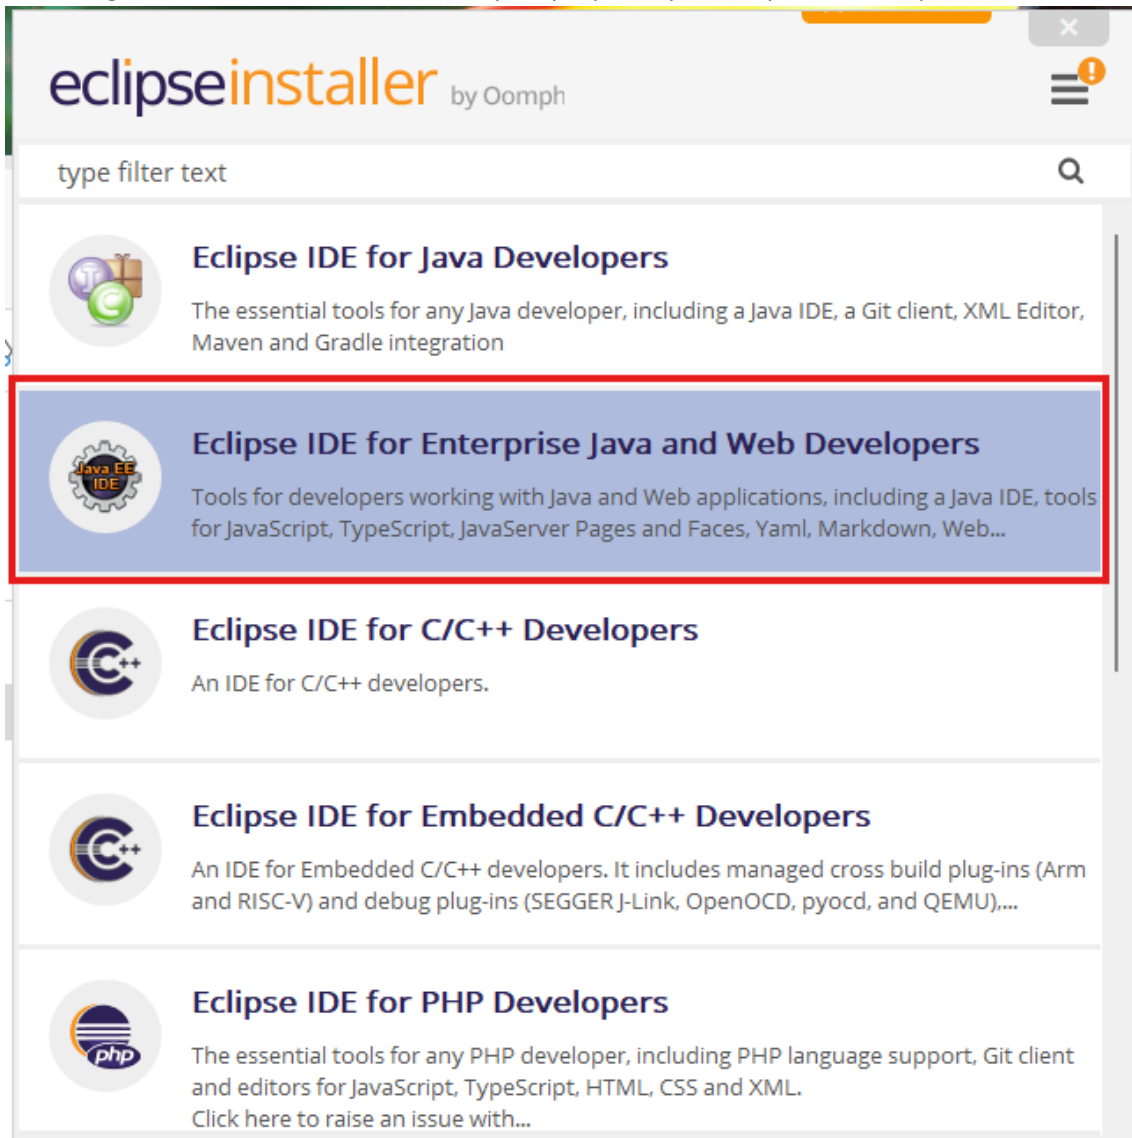 eclipseinstaller by Oomph
type filter text
Eclipse IDE for Java Developers
The essential tools for any Java developer, including a Java IDE, a Git client, XML Editor,
Maven and Gradle integration
Java EE
IDE
Eclipse IDE for Enterprise Java and Web Developers
Tools for developers working with Java and Web applications, including a Java IDE, tools
for JavaScript, TypeScript, JavaServer Pages and Faces, Yaml, Markdown, Web...
C++
Eclipse IDE for C/C++ Developers
An IDE for C/C++ developers.
C++
Eclipse IDE for Embedded C/C++ Developers
An IDE for Embedded C/C++ developers. It includes managed cross build plug-ins (Arm
and RISC-V) and debug plug-ins (SEGGER J-Link, OpenOCD, pyocd, and QEMU),...
php
Eclipse IDE for PHP Developers
The essential tools for any PHP developer, including PHP language support, Git client
and editors for JavaScript, TypeScript, HTML, CSS and XML.
Click here to raise an issue with...